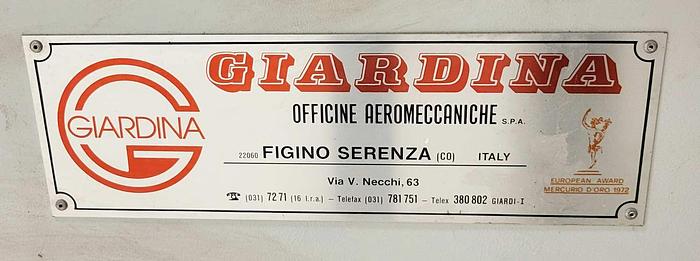 GIARDINA
GIARDINA
OFFICINE AEROMECCANICHE S.P.A.
22060 FIGINO SERENZA (CO) ITALY
Via V. Necchi, 63
☎ (031) 72 71 (16 l.r.a.) – Telefax (031) 781 751 – Telex 380 802 GIARDI-I
EUROPEAN AWARD
MERCURIO D'ORO 1972